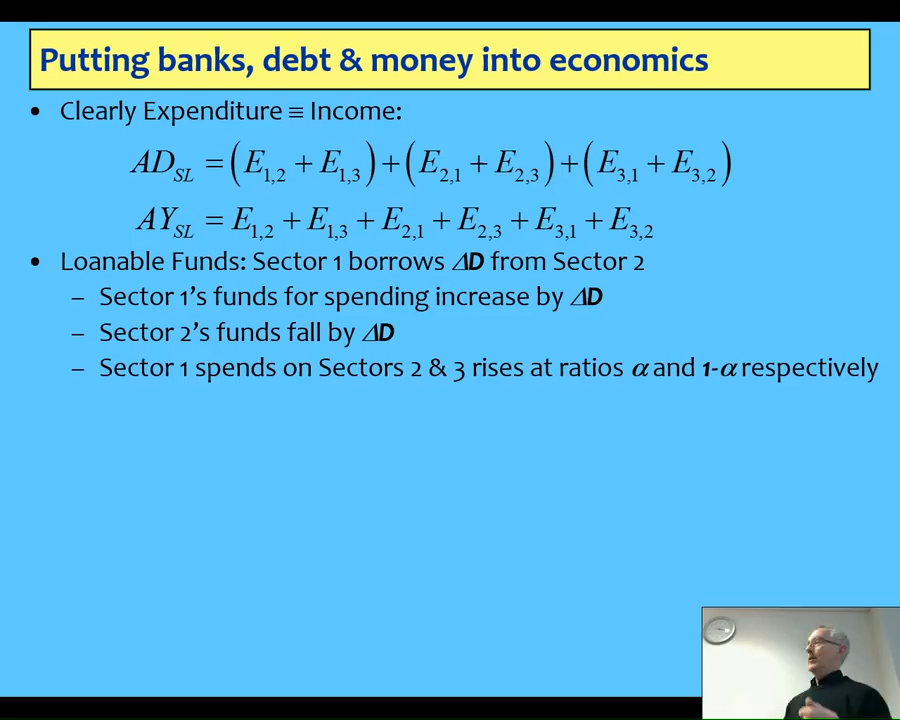 Putting banks, debt & money into economics
• Clearly Expenditure ≡ Income:
AD_SL = (E_1,2 + E_1,3) + (E_2,1 + E_2,3) + (E_3,1 + E_3,2)
AY_SL = E_1,2 + E_1,3 + E_2,1 + E_2,3 + E_3,1 + E_3,2
• Loanable Funds: Sector 1 borrows ΔD from Sector 2
– Sector 1's funds for spending increase by ΔD
– Sector 2's funds fall by ΔD
– Sector 1 spends on Sectors 2 & 3 rises at ratios α and 1-α respectively